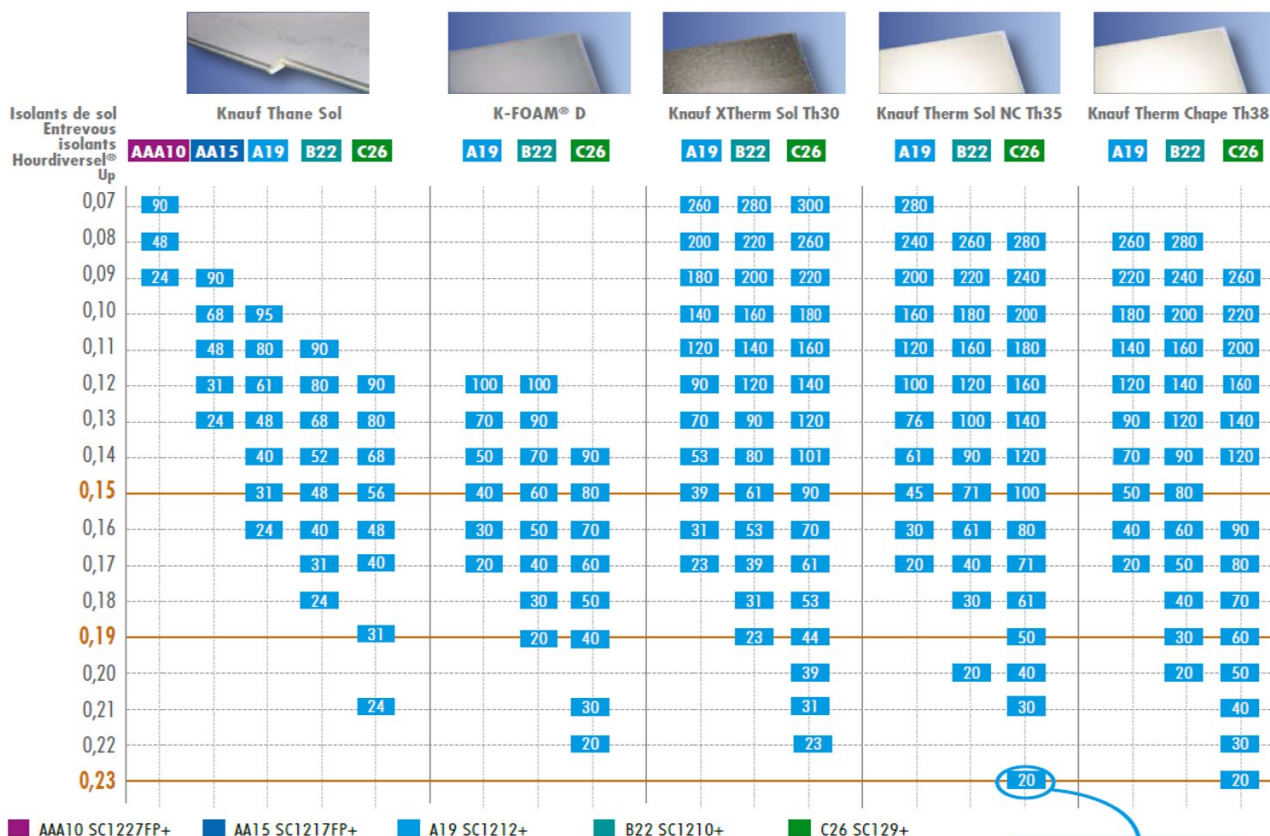 Isolants de sol
Entrevous
isolants
Hourdiversel®
Up
Knauf Thane Sol K-FOAM® D Knauf XTherm Sol Th30 Knauf Therm Sol NC Th35 Knauf Therm Chape Th38
AAA10 AA15 A19 B22 C26 A19 B22 C26 A19 B22 C26 A19 B22 C26 A19 B22 C26
0,07 90 260 280 300 280
0,08 48 200 220 260 240 260 280 260 280
0,09 24 90 180 200 220 200 220 240 220 240 260
0,10 68 95 140 160 180 160 180 200 180 200 220
0,11 48 80 90 120 140 160 120 160 180 140 160 200
0,12 31 61 80 90 100 100 90 120 140 100 120 160 120 140 160
0,13 24 48 68 80 70 90 70 90 120 76 100 140 90 120 140
0,14 40 52 68 50 70 90 53 80 101 61 90 120 70 90 120
0,15 31 48 56 40 60 80 39 61 90 45 71 100 50 80
0,16 24 40 48 30 50 70 31 53 70 30 61 80 40 60 90
0,17 31 40 20 40 60 23 39 61 20 40 71 20 50 80
0,18 24 30 50 31 53 30 61 40 70
0,19 31 20 40 23 44 50 30 60
0,20 39 20 40 20 50
0,21 24 30 31 30 40
0,22 20 23 30
0,23 20 20
AAA10 SC1227FP+ AA15 SC1217FP+ A19 SC1212+ B22 SC1210+ C26 SC129+